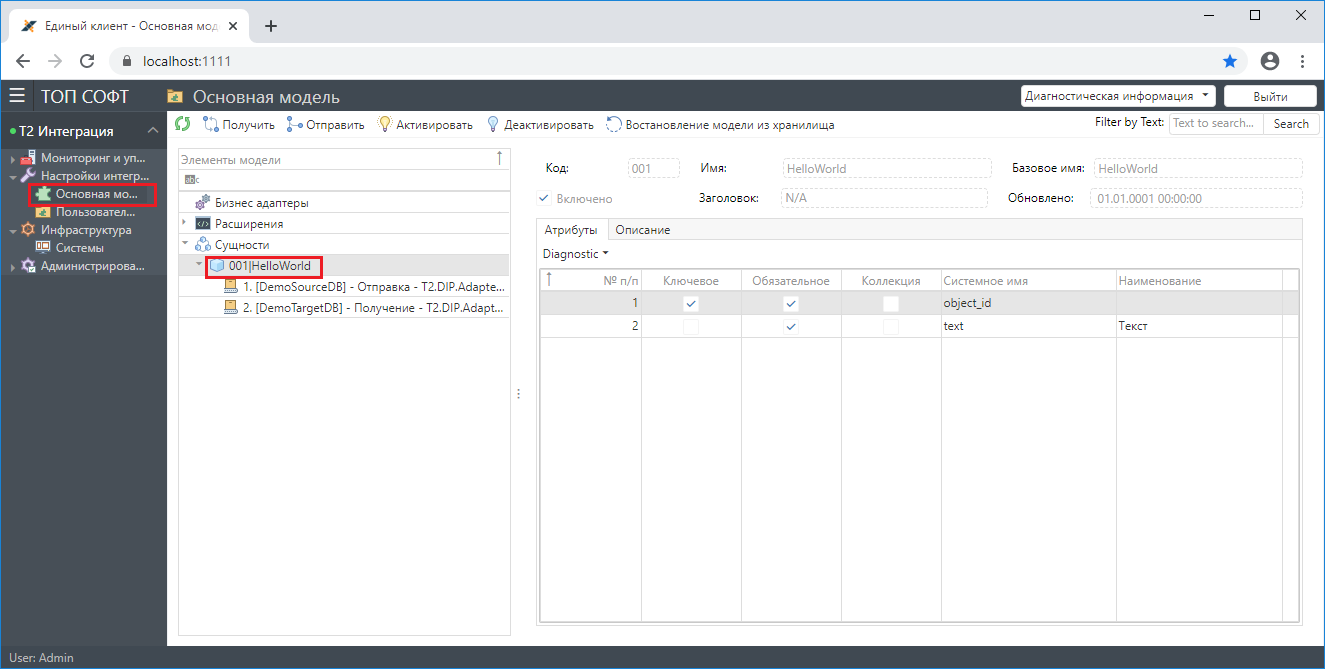 Единый клиент - Основная мод
localhost:1111
ТОП СОФТ
Основная модель
Диагностическая информация
Выйти
Т2 Интеграция
Получить
Отправить
Активировать
Деактивировать
Востановление модели из хранилища
Filter by Text:
Text to search...
Search
Мониторинг и уп...
Настройки интегр...
Основная мо...
Пользовател...
Инфраструктура
Системы
Администрирова...
Элементы модели
Бизнес адаптеры
Расширения
Сущности
001|HelloWorld
1. [DemoSourceDB] - Отправка - T2.DIP.Adapte...
2. [DemoTargetDB] - Получение - T2.DIP.Adapt...
Код:
001
Имя:
HelloWorld
Базовое имя:
HelloWorld
Включено
Заголовок:
N/A
Обновлено:
01.01.0001 00:00:00
Атрибуты
Описание
Diagnostic
№ п/п
Ключевое
Обязательное
Коллекция
Системное имя
Наименование
1
object_id
2
text
Текст
User: Admin